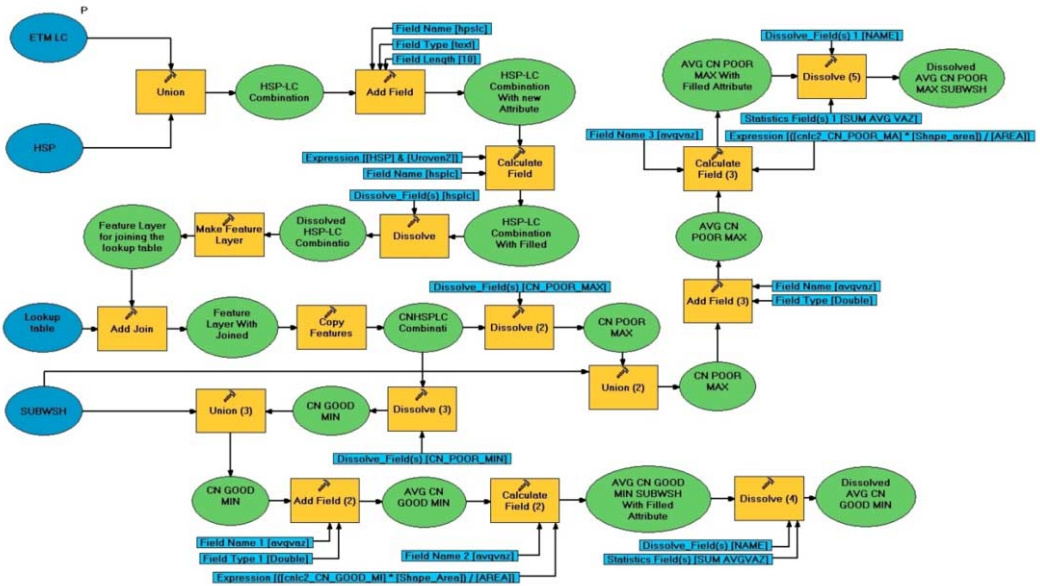 P
ETM LC
Union
HSP
HSP-LC
Combination
Field Name [hpslc]
Field Type [text]
Field Length [10]
Add Field
HSP-LC
Combination
With new
Attribute
Expression [[HSP] & [Uroven2]]
Field Name [hsplc]
Calculate
Field
HSP-LC
Combination
With Filled
Dissolve_Field(s) [hsplc]
Dissolve
Dissolved
HSP-LC
Combinatio
Make Feature
Layer
Feature Layer
for joining the
lookup table
Lookup
table
Add Join
Feature
Layer With
Joined
Copy
Features
CNHSPLC
Combinati
Dissolve_Field(s) [CN_POOR_MAX]
Dissolve (2)
CN POOR
MAX
Union (2)
CN POOR
MAX
Field Name [avqvaz]
Field Type [Double]
Add Field (3)
AVG CN
POOR MAX
Field Name 3 [avqvaz]
Expression [([cnlc2_CN_POOR_MA] * [Shape_area]) / [AREA]]
Calculate
Field (3)
AVG CN POOR
MAX With
Filled Attribute
Dissolve_Field(s) 1 [NAME]
Dissolve (5)
Statistics Field(s) 1 [SUM AVG VAZ]
Dissolved
AVG CN POOR
MAX SUBWSH
SUBWSH
Union (3)
CN GOOD
MIN
Dissolve (3)
Dissolve_Field(s) [CN_POOR_MIN]
CN GOOD
MIN
Add Field (2)
Field Name 1 [avqvaz]
Field Type 1 [Double]
AVG CN
GOOD MIN
Calculate
Field (2)
Field Name 2 [avqvaz]
Expression [([cnlc2_CN_GOOD_MI] * [Shape_Area]) / [AREA]]
AVG CN GOOD
MIN SUBWSH
With Filled
Attribute
Dissolve (4)
Dissolve_Field(s) [NAME]
Statistics Field(s) [SUM AVGVAZ]
Dissolved
AVG CN
GOOD MIN